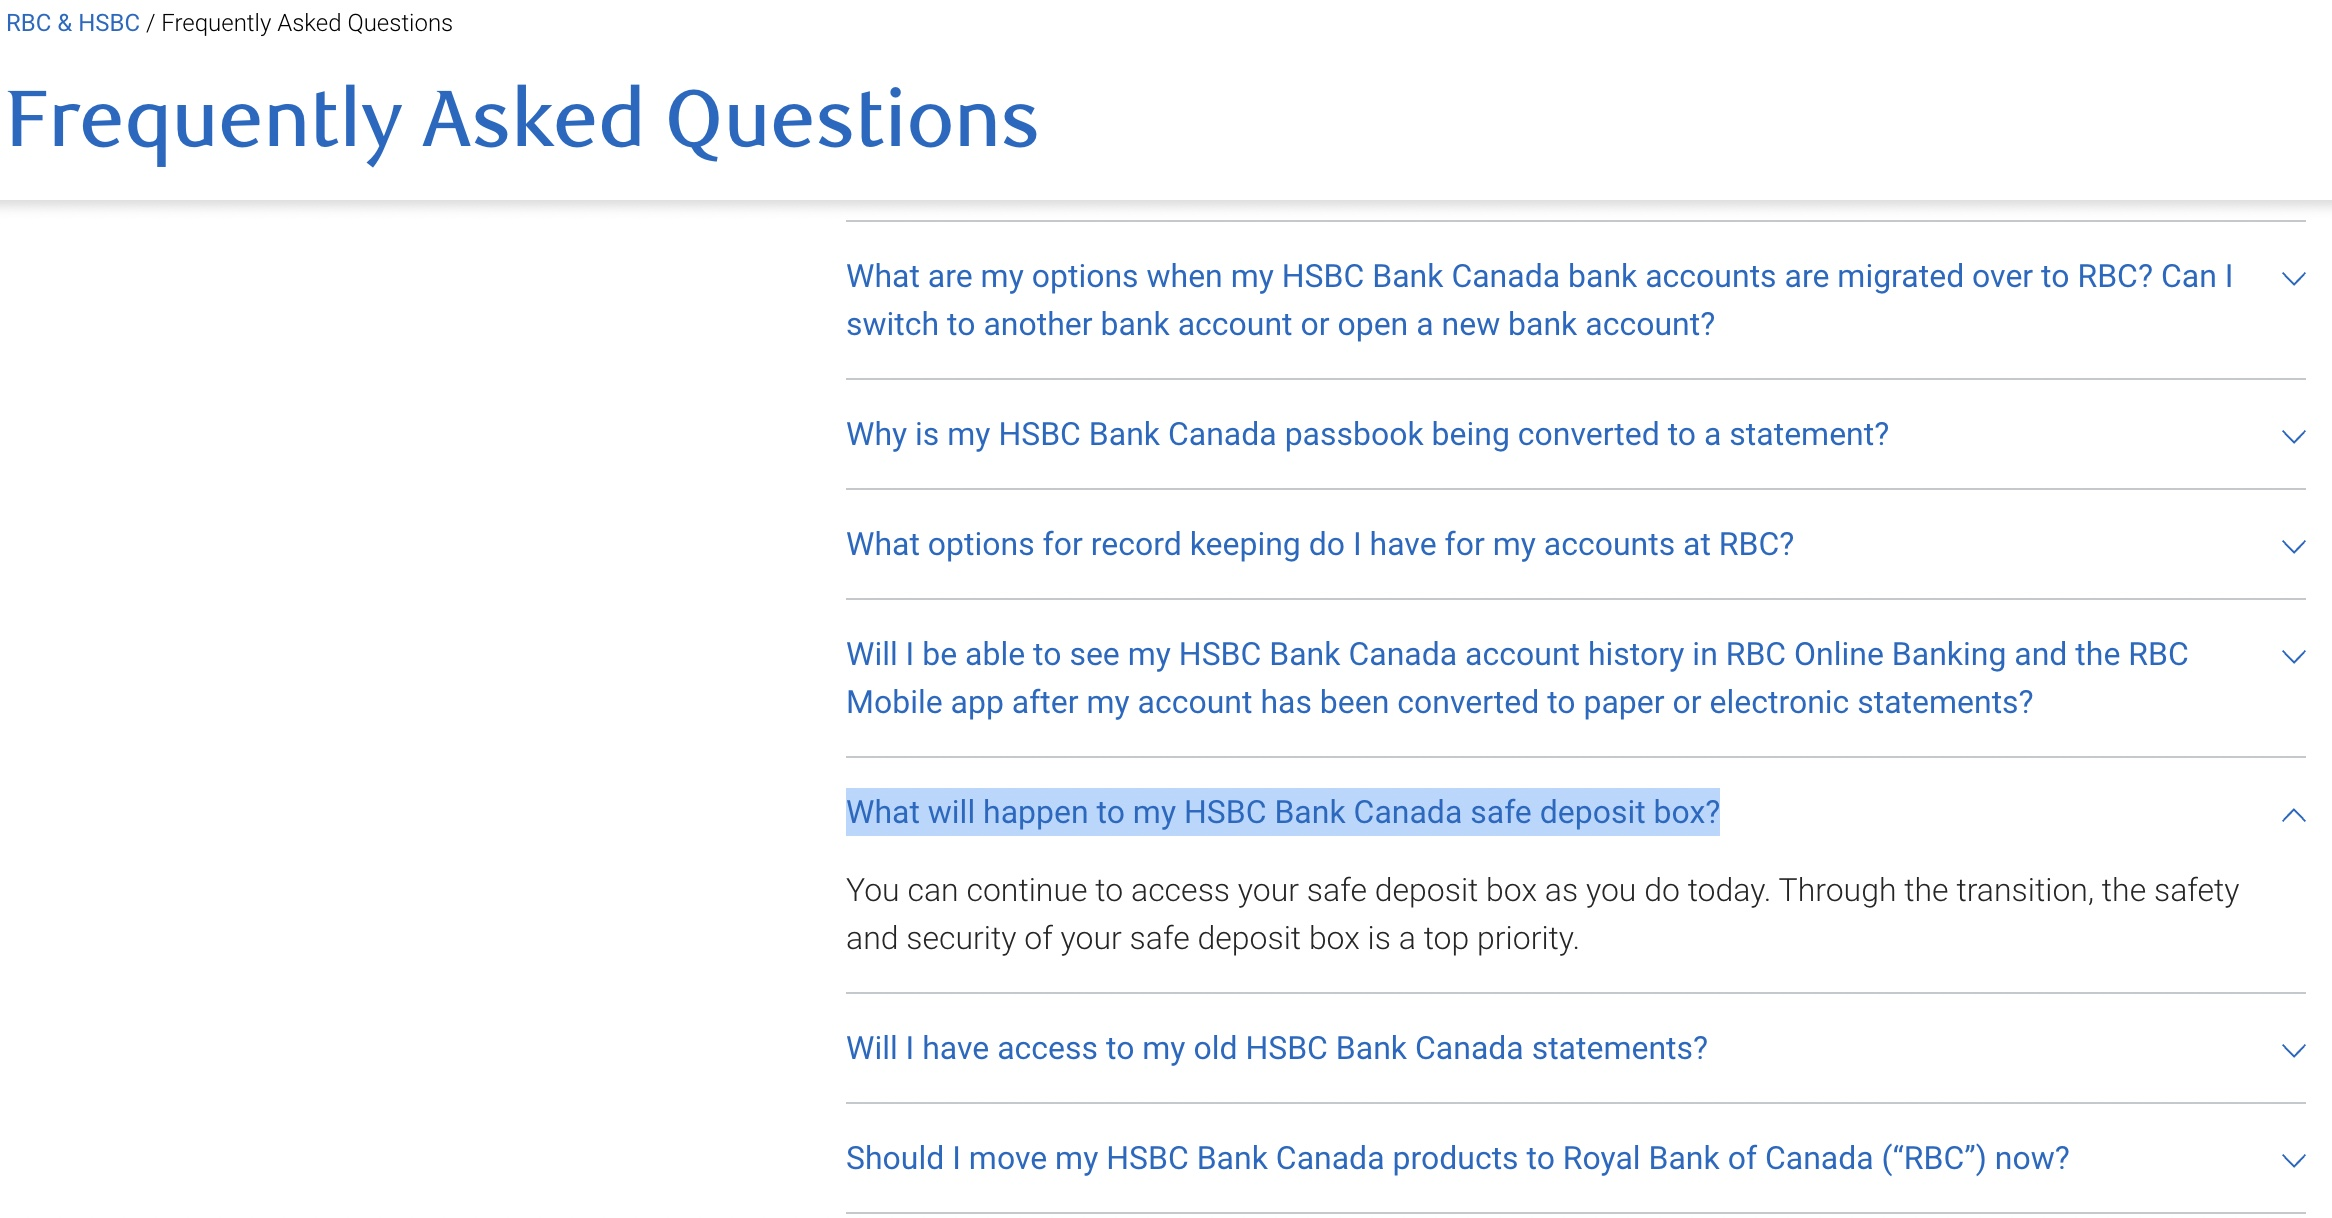 RBC & HSBC / Frequently Asked Questions
Frequently Asked Questions
What are my options when my HSBC Bank Canada bank accounts are migrated over to RBC? Can I
switch to another bank account or open a new bank account?
Why is my HSBC Bank Canada passbook being converted to a statement?
What options for record keeping do I have for my accounts at RBC?
Will I be able to see my HSBC Bank Canada account history in RBC Online Banking and the RBC
Mobile app after my account has been converted to paper or electronic statements?
What will happen to my HSBC Bank Canada safe deposit box?
You can continue to access your safe deposit box as you do today. Through the transition, the safety
and security of your safe deposit box is a top priority.
Will I have access to my old HSBC Bank Canada statements?
Should I move my HSBC Bank Canada products to Royal Bank of Canada (“RBC”) now?